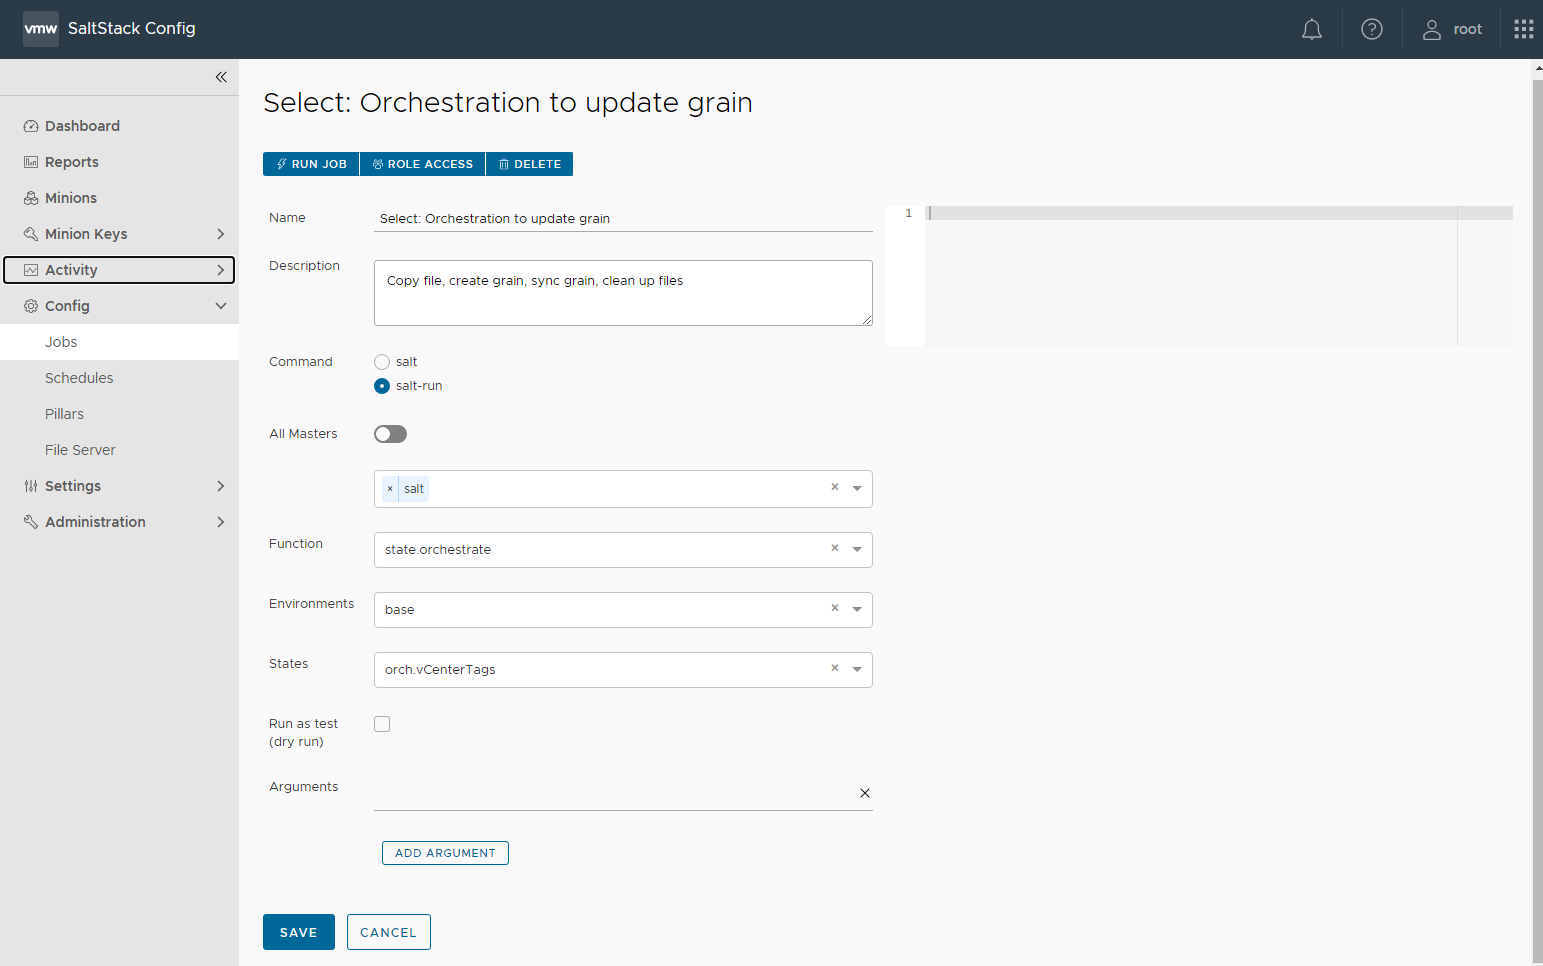 vmw SaltStack Config
root
Dashboard
Reports
Minions
Minion Keys
Activity
Config
Jobs
Schedules
Pillars
File Server
Settings
Administration
Select: Orchestration to update grain
RUN JOB ROLE ACCESS DELETE
Name Select: Orchestration to update grain
Description Copy file, create grain, sync grain, clean up files
Command salt
salt-run
All Masters
× salt
Function state.orchestrate
Environments base
States orch.vCenterTags
Run as test
(dry run)
Arguments
ADD ARGUMENT
SAVE CANCEL
1